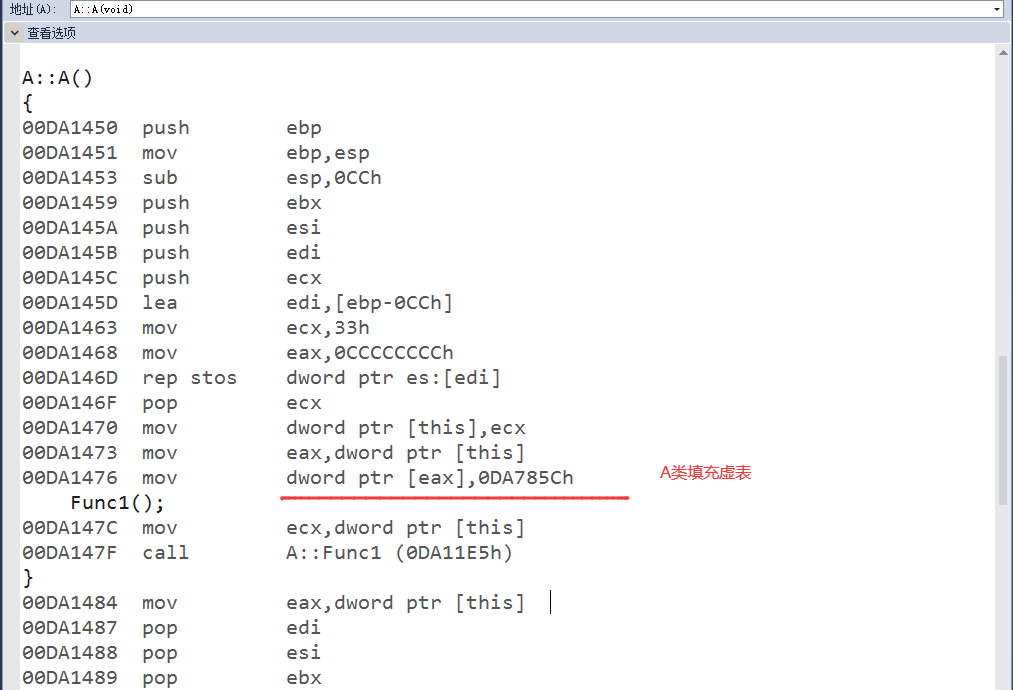 地址(A): A::A(void)
查看选项
A::A()
{
00DA1450 push ebp
00DA1451 mov ebp,esp
00DA1453 sub esp,0CCh
00DA1459 push ebx
00DA145A push esi
00DA145B push edi
00DA145C push ecx
00DA145D lea edi,[ebp-0CCh]
00DA1463 mov ecx,33h
00DA1468 mov eax,0CCCCCCCCh
00DA146D rep stos dword ptr es:[edi]
00DA146F pop ecx
00DA1470 mov dword ptr [this],ecx
00DA1473 mov eax,dword ptr [this]
00DA1476 mov dword ptr [eax],0DA785Ch A类填充虚表
Func1();
00DA147C mov ecx,dword ptr [this]
00DA147F call A::Func1 (0DA11E5h)
}
00DA1484 mov eax,dword ptr [this]
00DA1487 pop edi
00DA1488 pop esi
00DA1489 pop ebx